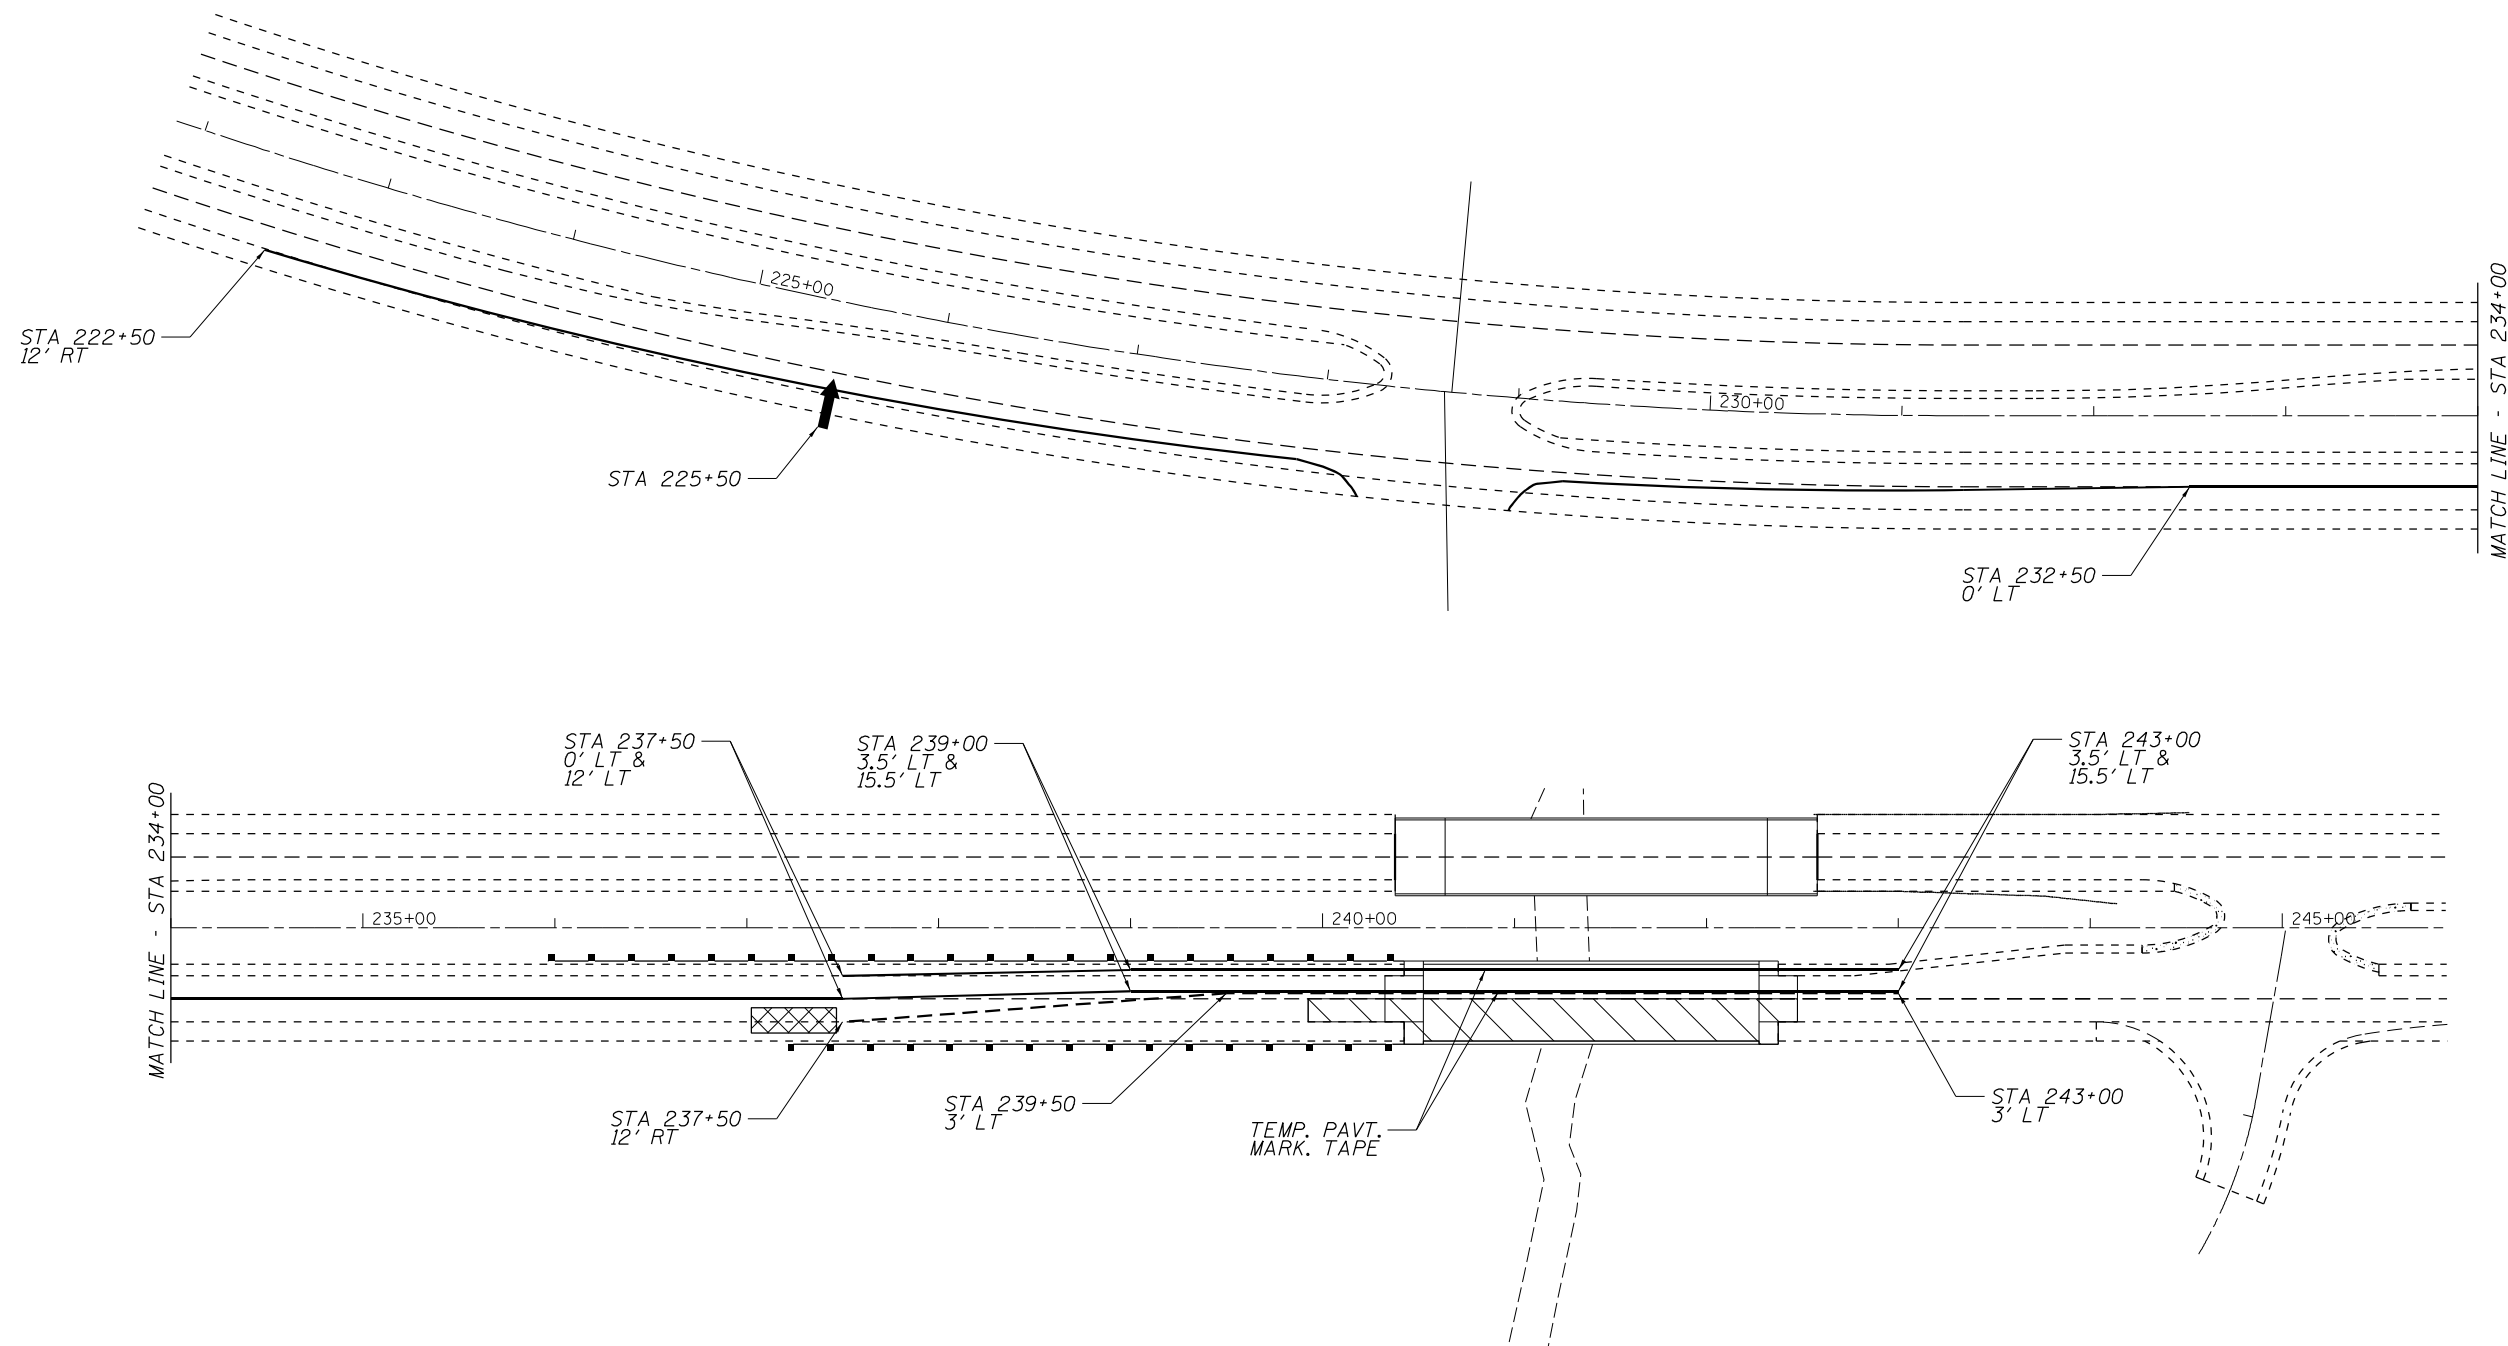 225+00
MATCH LINE - STA 234+00
STA 222+50
12' RT
230+00
STA 225+50
STA 232+50
0' LT
STA 237+50
0' LT &
12' LT
STA 239+00
3.5' LT &
15.5' LT
STA 243+00
3.5' LT &
15.5' LT
MATCH LINE - STA 234+00
235+00
240+00
245+00
STA 237+50
12' RT
STA 239+50
3' LT
TEMP. PAVT.
MARK. TAPE
STA 243+00
3' LT